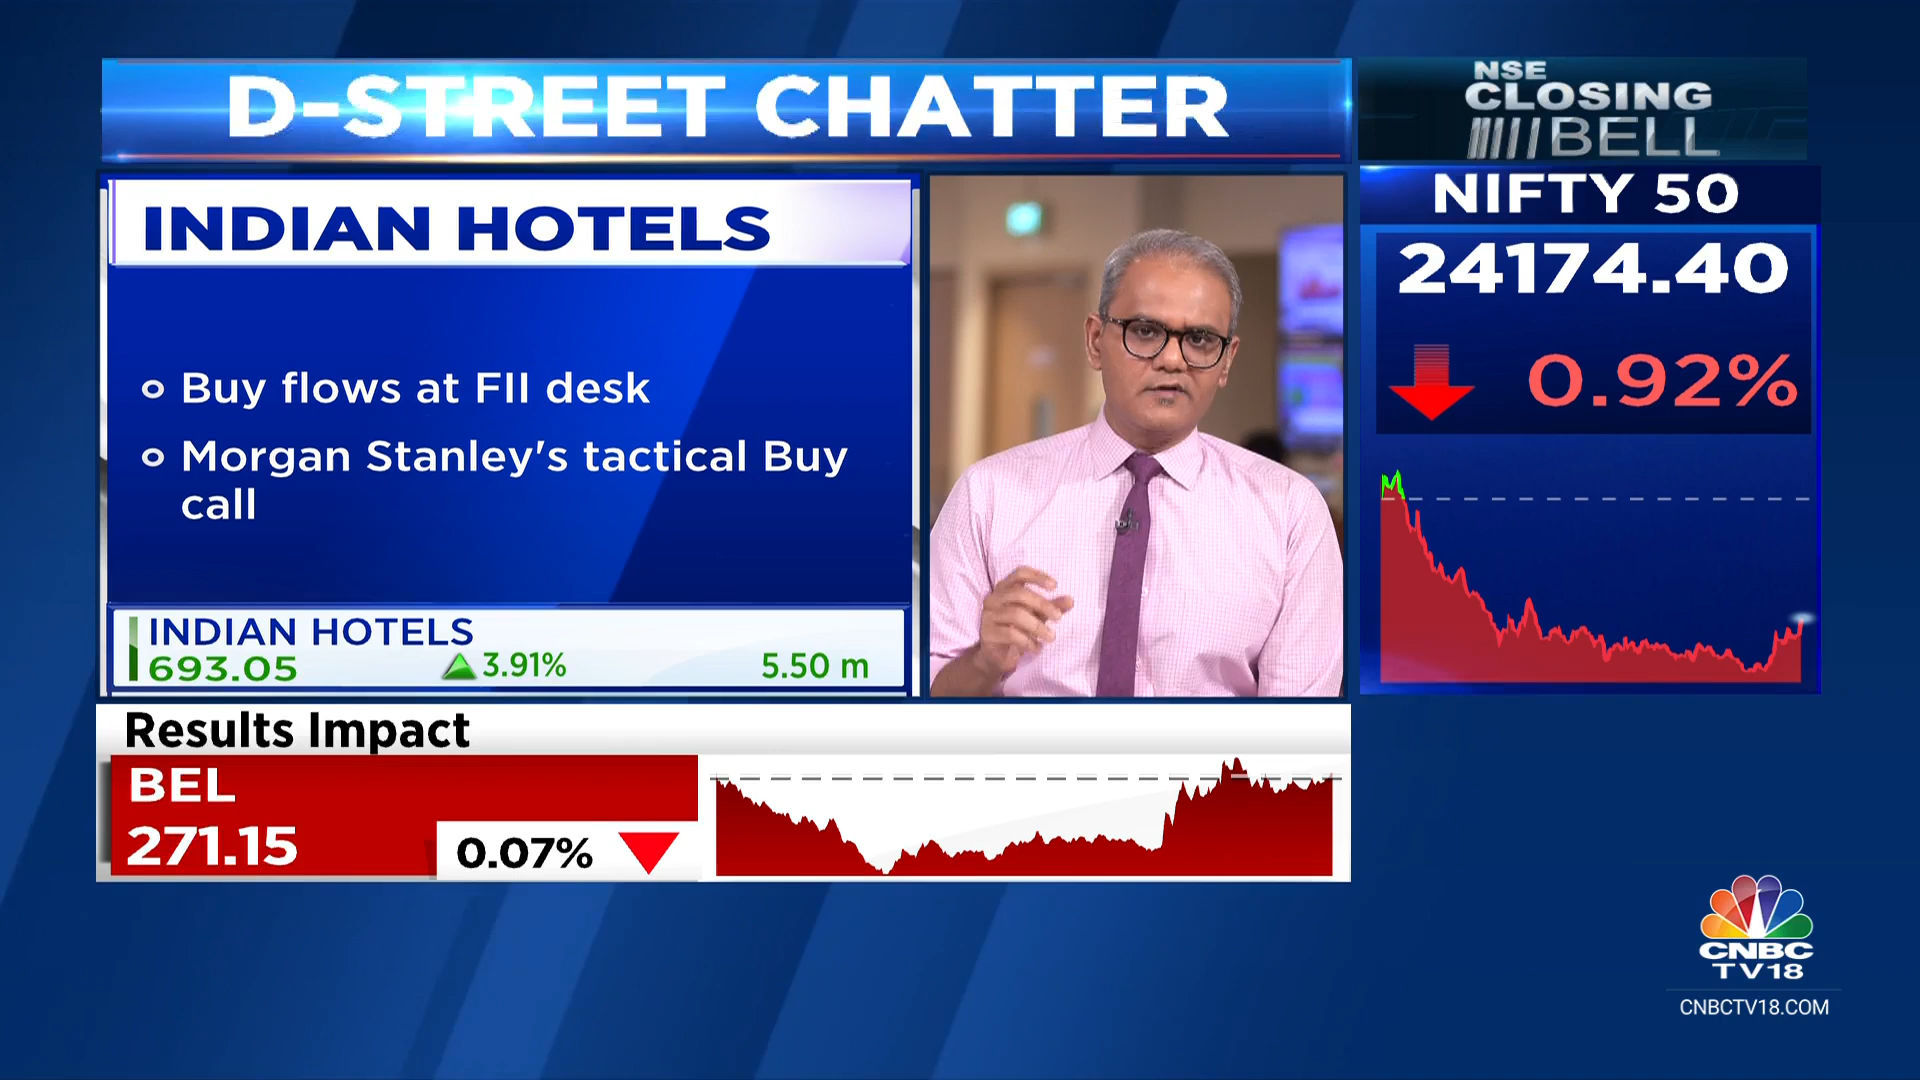 D-STREET CHATTER
NSE
CLOSING
BELL
INDIAN HOTELS
Buy flows at FII desk
Morgan Stanley's tactical Buy
call
INDIAN HOTELS
693.05 3.91% 5.50 m
NIFTY 50
24174.40
0.92%
Results Impact
BEL
271.15
0.07%
CNBC
TV18
CNBCTV18.COM